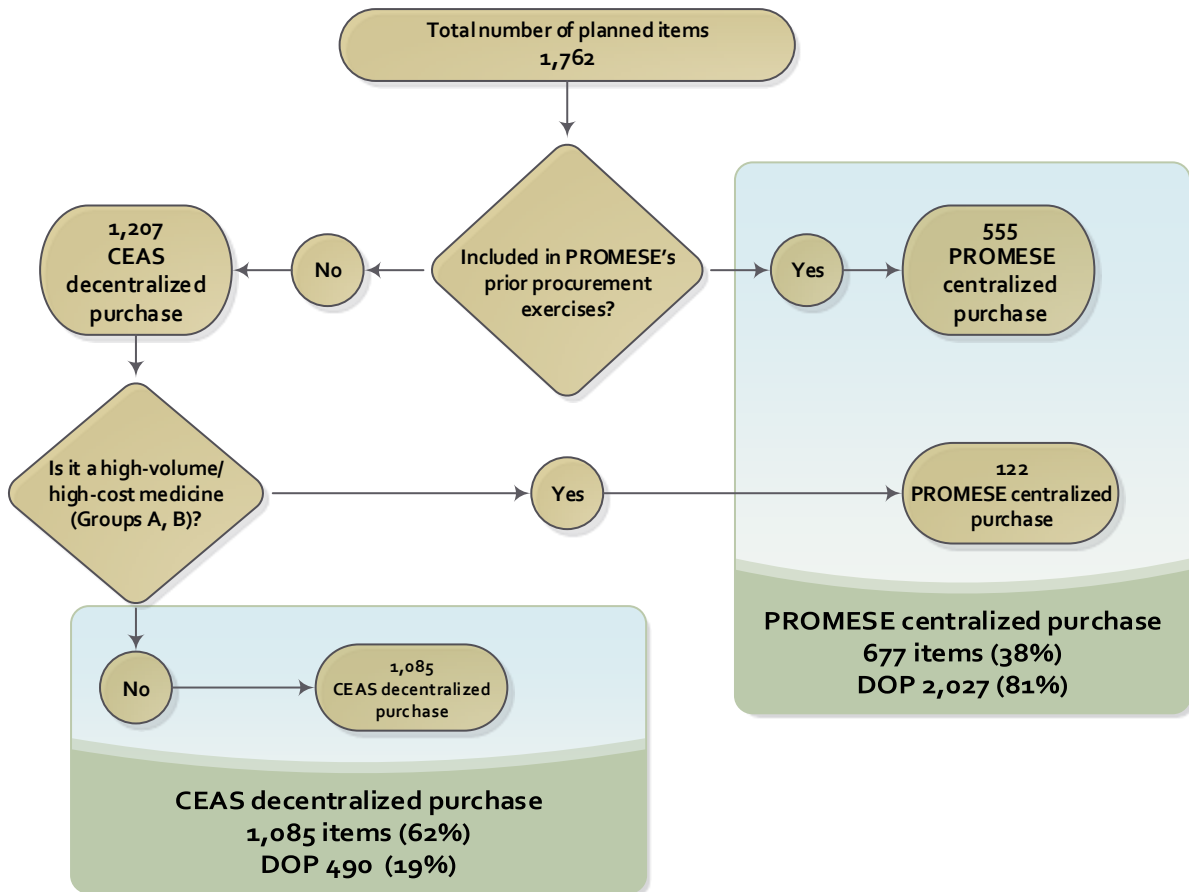 Total number of planned items
1,762
Included in PROMESE's
prior procurement
exercises?
No
1,207
CEAS
decentralized
purchase
Yes
555
PROMESE
centralized
purchase
Is it a high-volume/
high-cost medicine
(Groups A, B)?
Yes
122
PROMESE centralized
purchase
PROMESE centralized purchase
677 items (38%)
DOP 2,027 (81%)
No
1,085
CEAS decentralized
purchase
CEAS decentralized purchase
1,085 items (62%)
DOP 490 (19%)